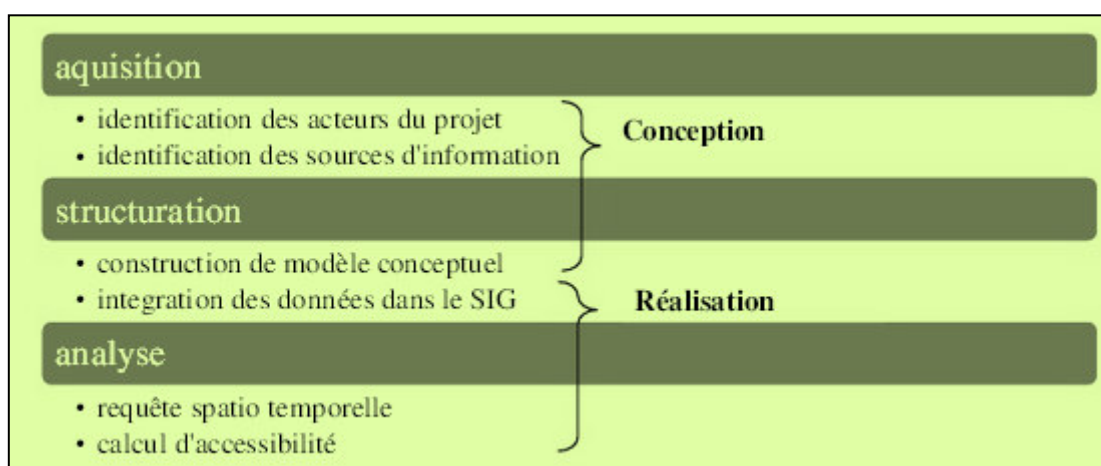 aquisition
• identification des acteurs du projet
• identification des sources d'information
Conception
structuration
• construction de modèle conceptuel
• integration des données dans le SIG
Réalisation
analyse
• requête spatio temporelle
• calcul d'accessibilité